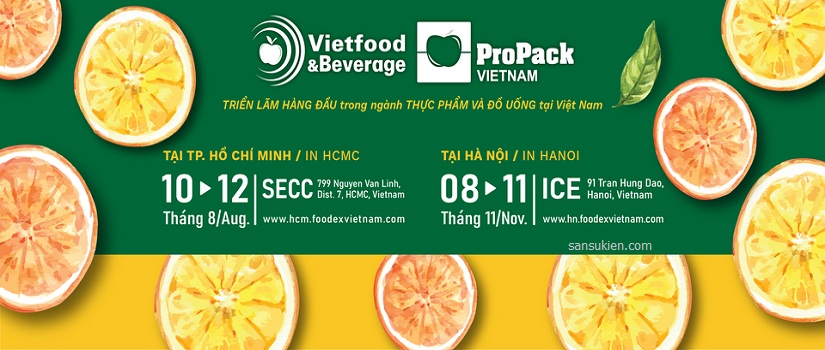 Vietfood
&Beverage
ProPack
VIETNAM
TRIỂN LÃM HÀNG ĐẦU trong ngành THỰC PHẨM VÀ ĐỒ UỐNG tại Việt Nam
TẠI TP. HỒ CHÍ MINH / IN HCMC
10 ▶ 12
Tháng 8/Aug.
SECC
799 Nguyen Van Linh,
Dist. 7, HCMC, Vietnam
www.hcm.foodexvietnam.com
TẠI HÀ NỘI / IN HANOI
08 ▶ 11
Tháng 11/Nov.
ICE
91 Tran Hung Dao,
Hanoi, Vietnam
www.hn.foodexvietnam.com
sansukien.com